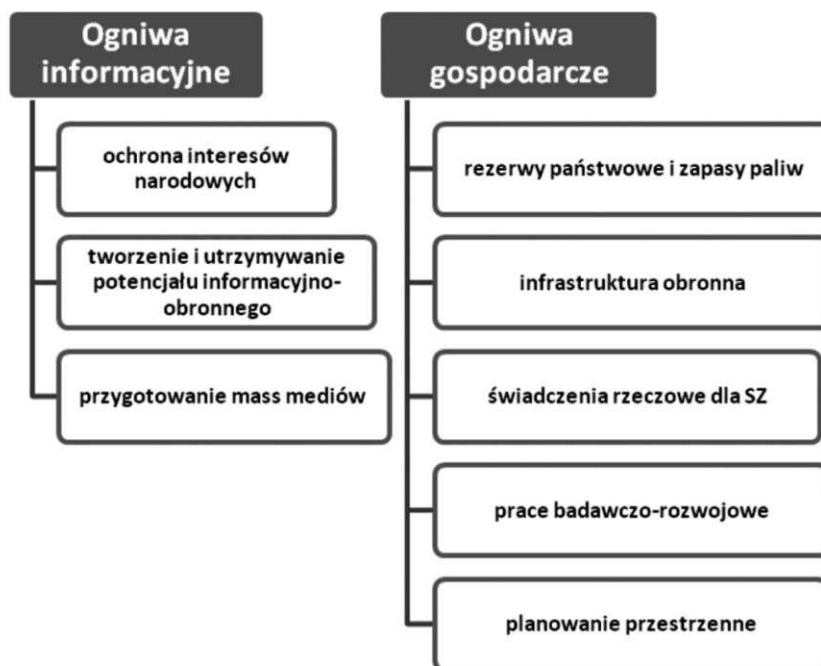 Ogniwa
informacyjne
ochrona interesów
narodowych
tworzenie i utrzymywanie
potencjału informacyjno-
obronnego
przygotowanie mass mediów
Ogniwa
gospodarcze
rezerwy państwowe i zapasy paliw
infrastruktura obronna
świadczenia rzeczowe dla SZ
prace badawczo-rozwojowe
planowanie przestrzenne